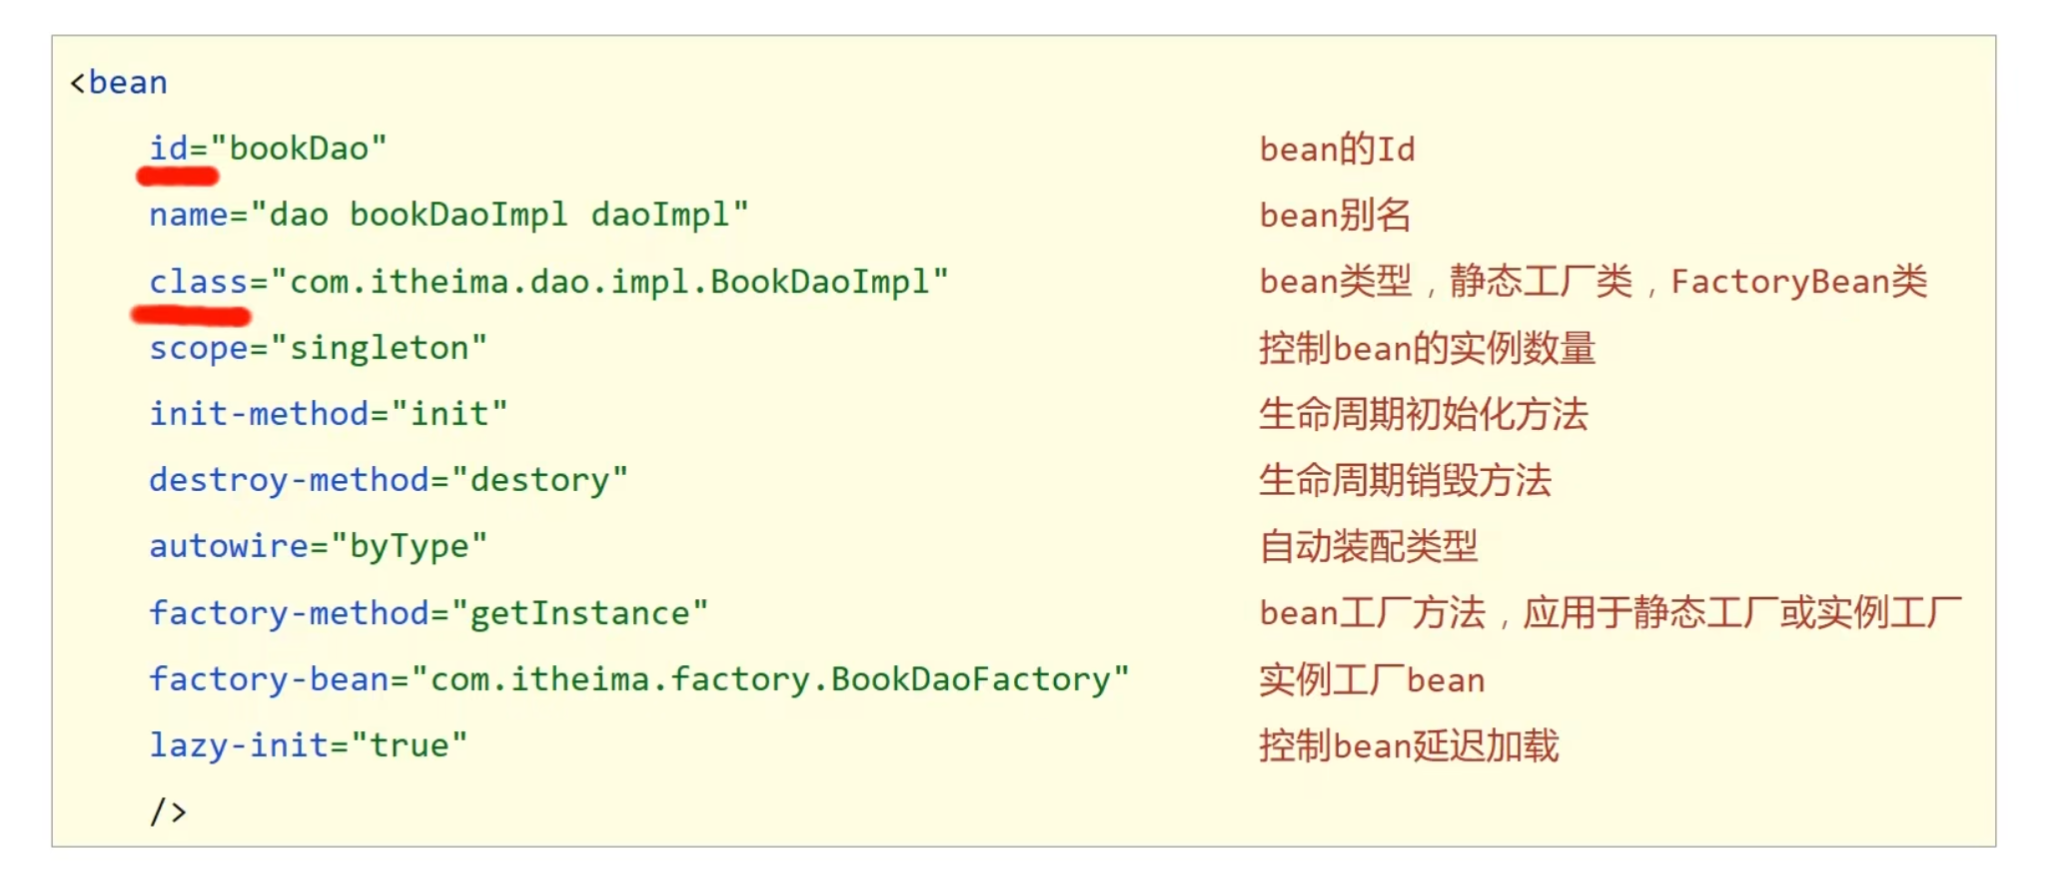 <bean
id="bookDao" bean的Id
name="dao bookDaoImpl daoImpl" bean别名
class="com.itheima.dao.impl.BookDaoImpl" bean类型，静态工厂类，FactoryBean类
scope="singleton" 控制bean的实例数量
init-method="init" 生命周期初始化方法
destroy-method="destory" 生命周期销毁方法
autowire="byType" 自动装配类型
factory-method="getInstance" bean工厂方法，应用于静态工厂或实例工厂
factory-bean="com.itheima.factory.BookDaoFactory" 实例工厂bean
lazy-init="true" 控制bean延迟加载
/>